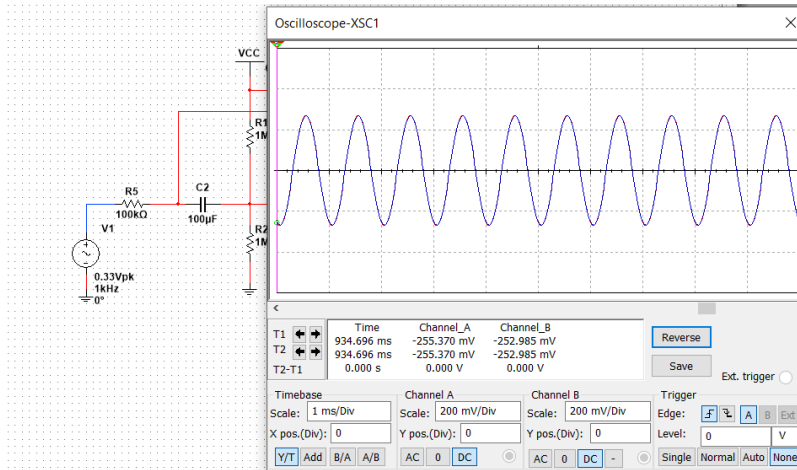 Oscilloscope-XSC1
VCC
R1
1M
R5
100kΩ
C2
100µF
R2
1M
V1
0.33Vpk
1kHz
0°
Time Channel_A Channel_B
T1 934.696 ms -255.370 mV -252.985 mV
T2 934.696 ms -255.370 mV -252.985 mV
T2-T1 0.000 s 0.000 V 0.000 V
Reverse
Save
Ext. trigger
Timebase
Scale: 1 ms/Div
X pos.(Div): 0
Y/T Add B/A A/B
Channel A
Scale: 200 mV/Div
Y pos.(Div): 0
AC 0 DC
Channel B
Scale: 200 mV/Div
Y pos.(Div): 0
AC 0 DC -
Trigger
Edge: A B Ext
Level: 0 V
Single Normal Auto None